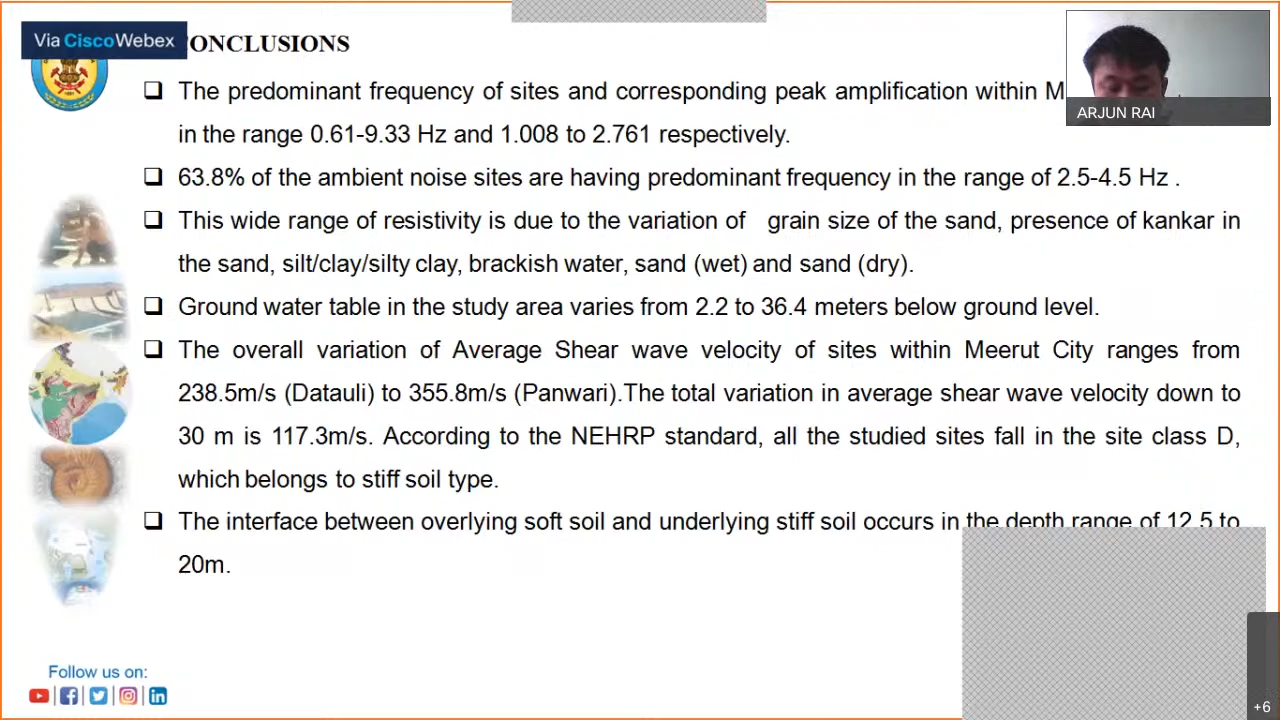 Via Cisco Webex
ONCLUSIONS
The predominant frequency of sites and corresponding peak amplification within
ARJUN RAI
in the range 0.61-9.33 Hz and 1.008 to 2.761 respectively.
63.8% of the ambient noise sites are having predominant frequency in the range of 2.5-4.5 Hz .
This wide range of resistivity is due to the variation of grain size of the sand, presence of kankar in
the sand, silt/clay/silty clay, brackish water, sand (wet) and sand (dry).
Ground water table in the study area varies from 2.2 to 36.4 meters below ground level.
The overall variation of Average Shear wave velocity of sites within Meerut City ranges from
238.5m/s (Datauli) to 355.8m/s (Panwari).The total variation in average shear wave velocity down to
30 m is 117.3m/s. According to the NEHRP standard, all the studied sites fall in the site class D,
which belongs to stiff soil type.
The interface between overlying soft soil and underlying stiff soil occurs in the depth range of 12.5 to
20m.
Follow us on:
+6